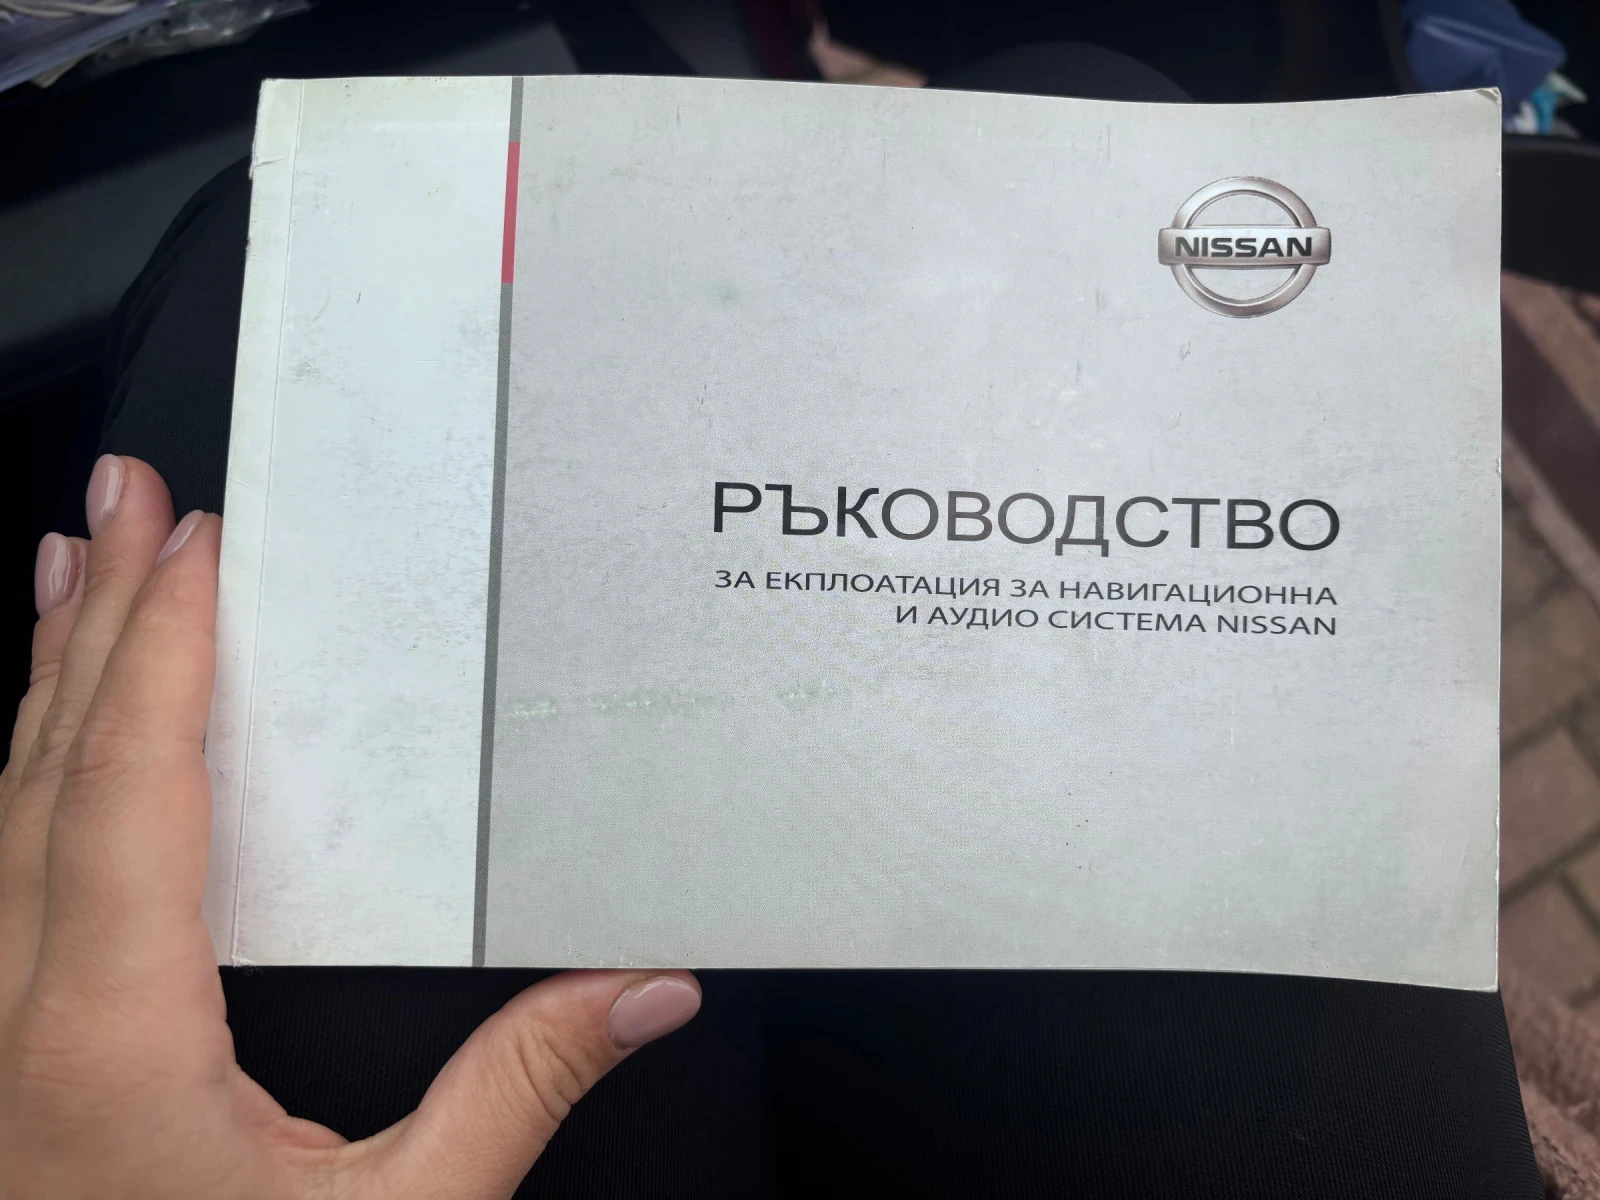 NISSAN
РЪКОВОДСТВО
ЗА ЕКПЛОАТАЦИЯ ЗА НАВИГАЦИОННА
И АУДИО СИСТЕМА NISSAN